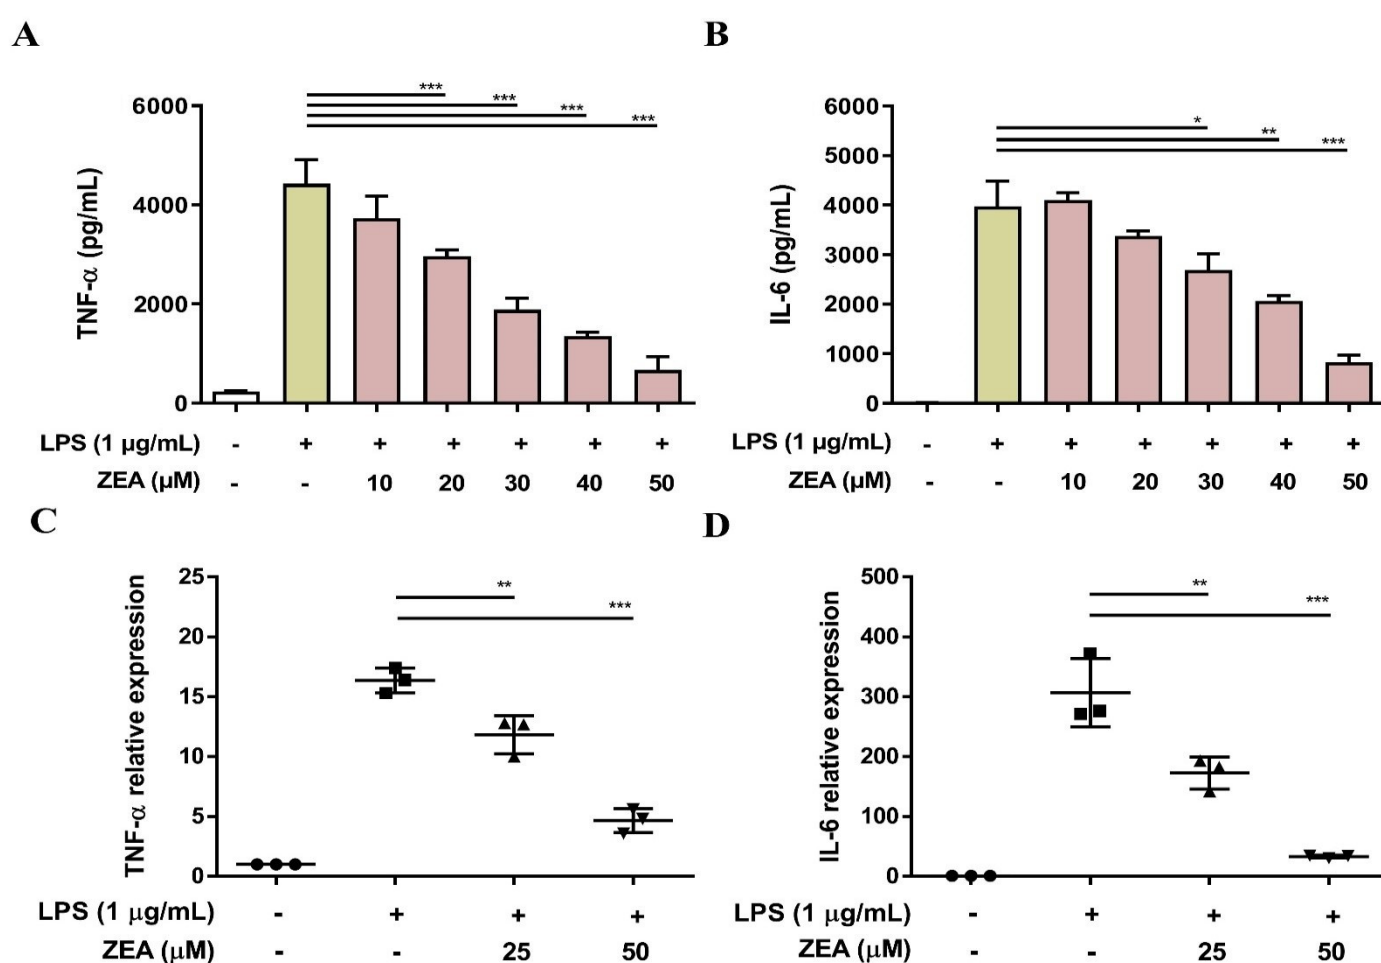 A
TNF-α (pg/mL)
6000
4000
2000
0
***
***
***
***
LPS (1 µg/mL) - + + + + + +
ZEA (µM) - - 10 20 30 40 50
B
IL-6 (pg/mL)
6000
5000
4000
3000
2000
1000
0
*
**
***
LPS (1 µg/mL) - + + + + + +
ZEA (µM) - - 10 20 30 40 50
C
TNF-α relative expression
25
20
15
10
5
0
**
***
LPS (1 µg/mL) - + + +
ZEA (µM) - - 25 50
D
IL-6 relative expression
500
400
300
200
100
0
**
***
LPS (1 µg/mL) - + + +
ZEA (µM) - - 25 50